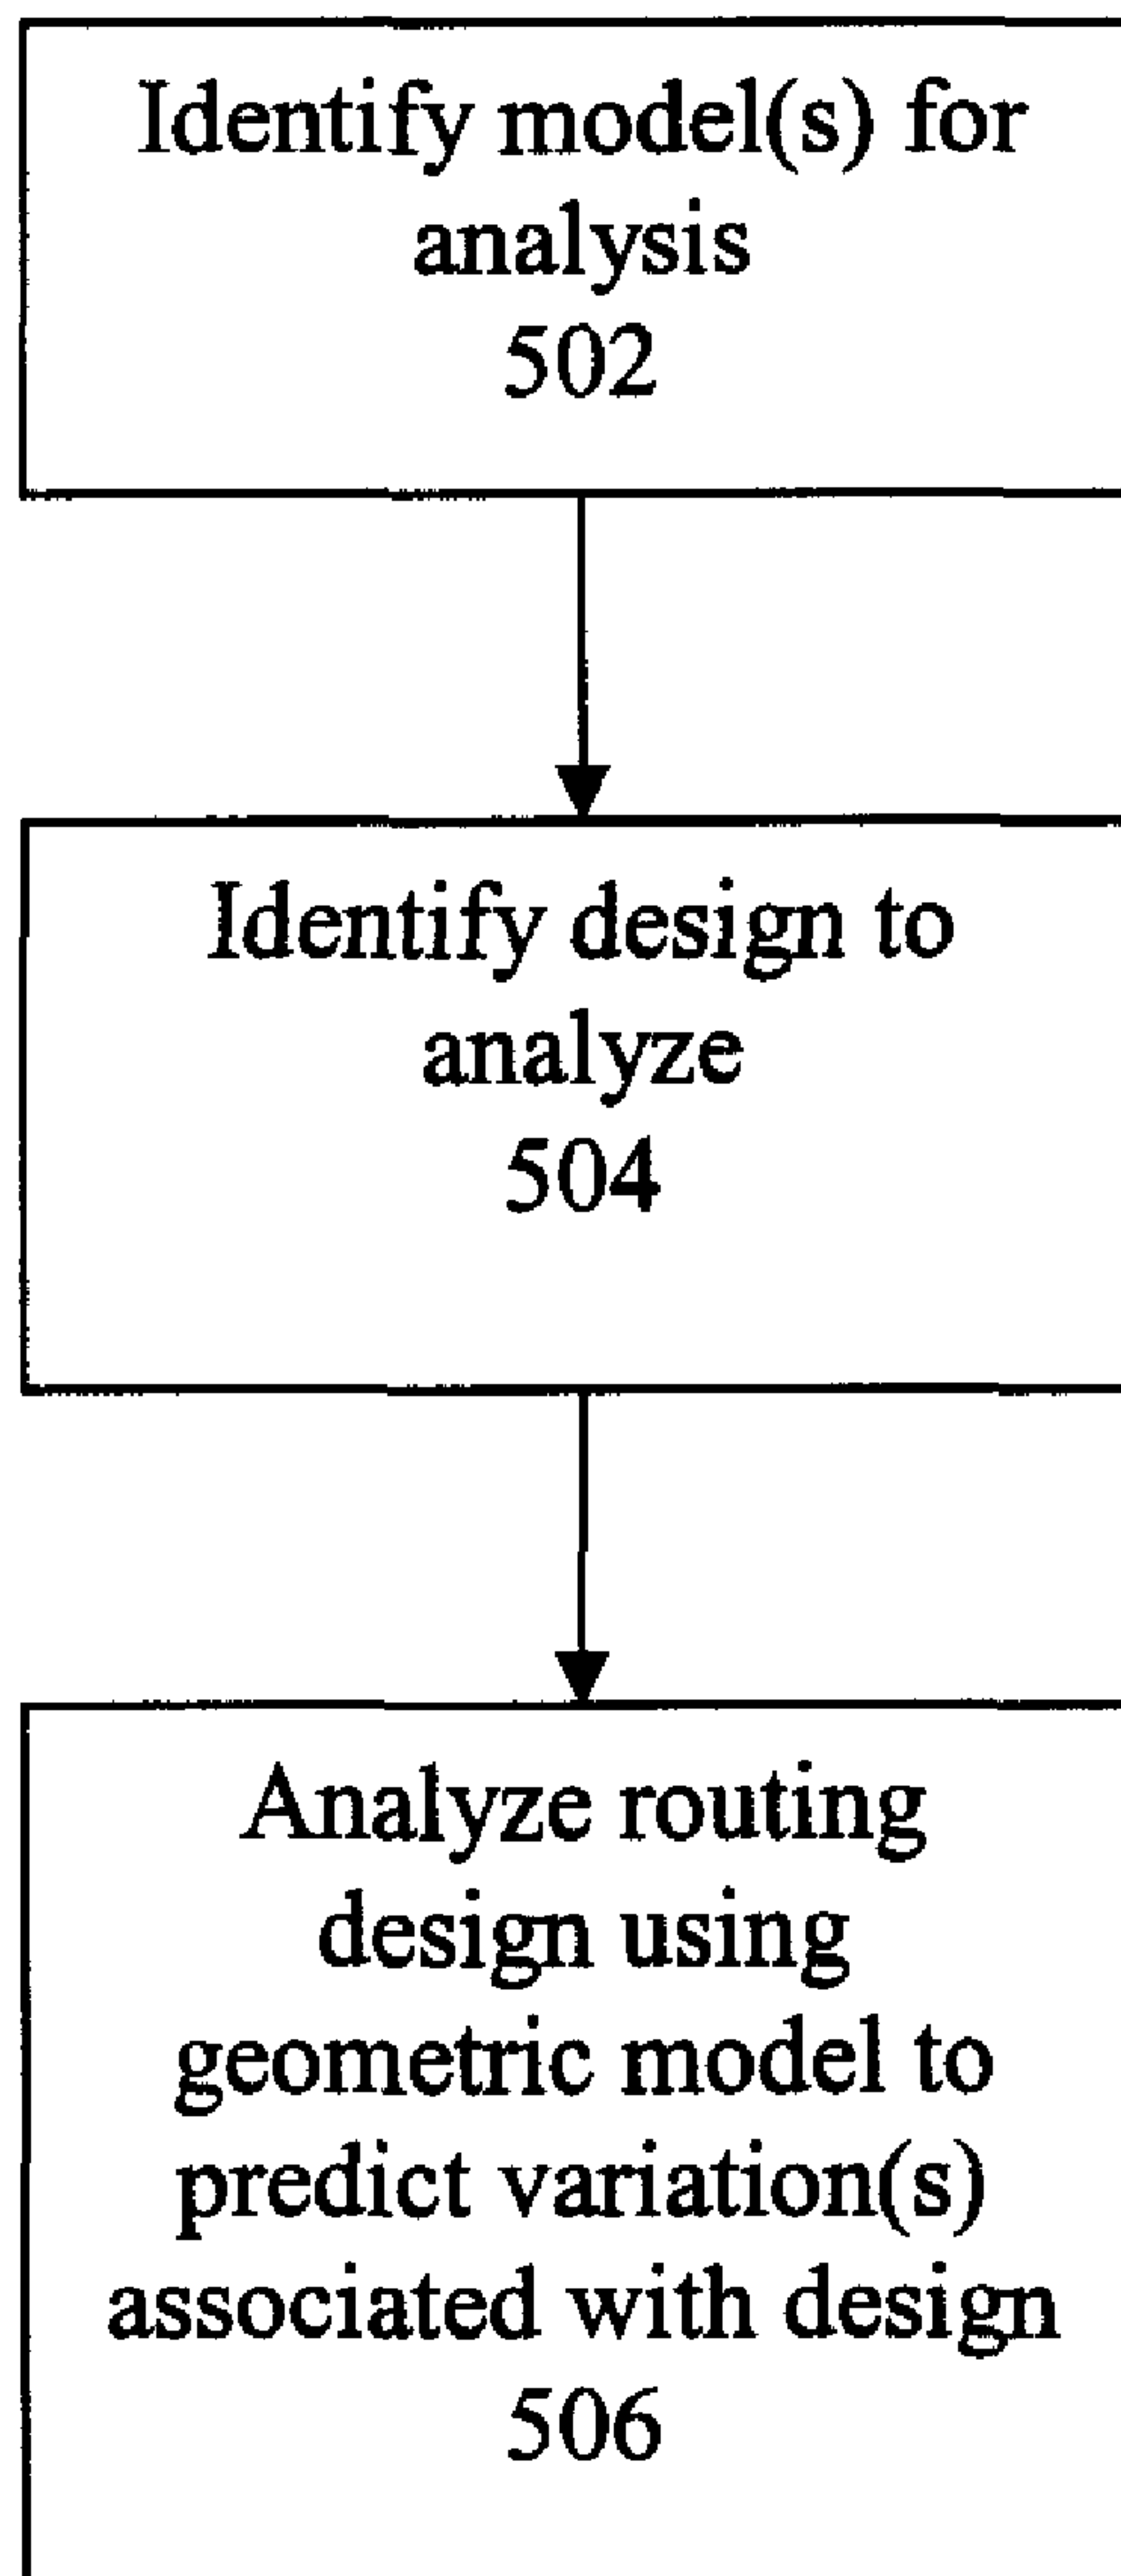 Identify model(s) for
analysis
502
Identify design to
analyze
504
Analyze routing
design using
geometric model to
predict variation(s)
associated with design
506